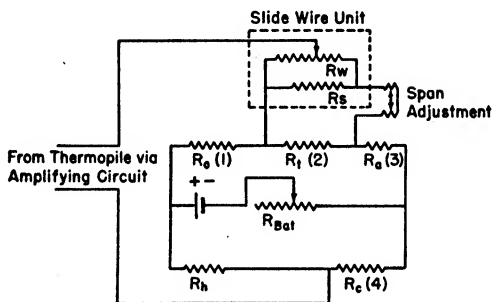 Slide Wire Unit
Rw
Rs
Span
Adjustment
From Thermopile via
Amplifying Circuit
Ro (1)
Rt (2)
Ra (3)
+ -
RBat
Rh
Rc (4)